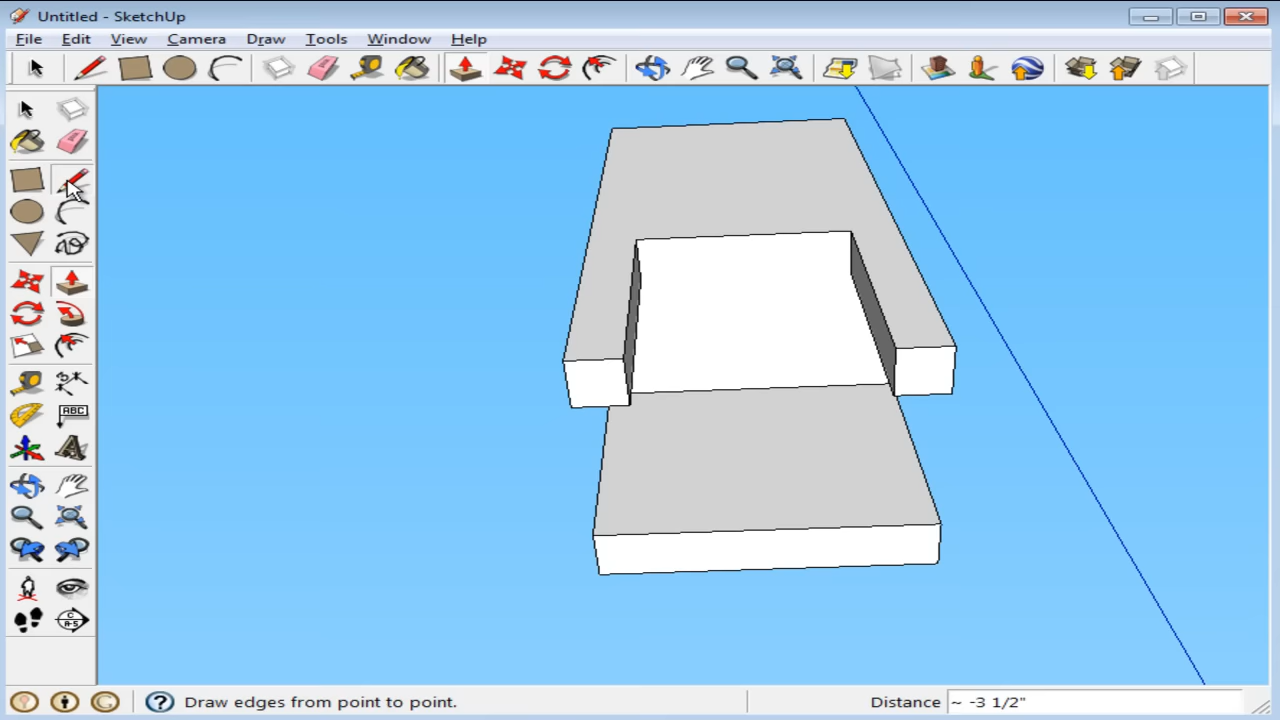 Untitled - SketchUp
File Edit View Camera Draw Tools Window Help
ABC
A
C
A-5
Draw edges from point to point.
Distance ~ -3 1/2"